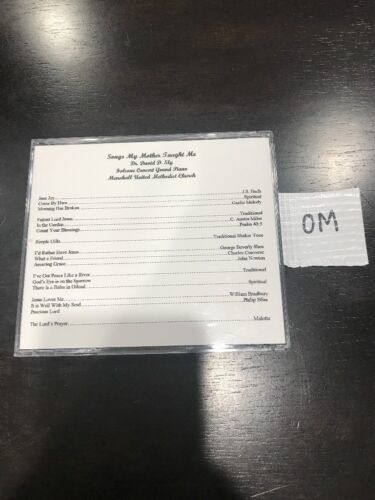 Songs My Mother Taught Me
Dr. David D. Sly
Falcone Concert Grand Piano
Marshall United Methodist Church
Jesu Joy J.S. Bach
Come By Here Spiritual
Morning Has Broken Gaelic Melody
Fairest Lord Jesus Traditional
In the Garden C. Austin Miles
Count Your Blessings Psalm 40:5
Simple Gifts Traditional Shaker Tune
I'd Rather Have Jesus George Beverly Shea
What a Friend Charles Converse
Amazing Grace John Newton
I've Got Peace Like a River Traditional
God's Eye is on the Sparrow
There is a Balm in Gilead Spiritual
Jesus Loves Me William Bradbury
It is Well With My Soul Philip Bliss
Precious Lord
The Lord's Prayer Malotte
OM